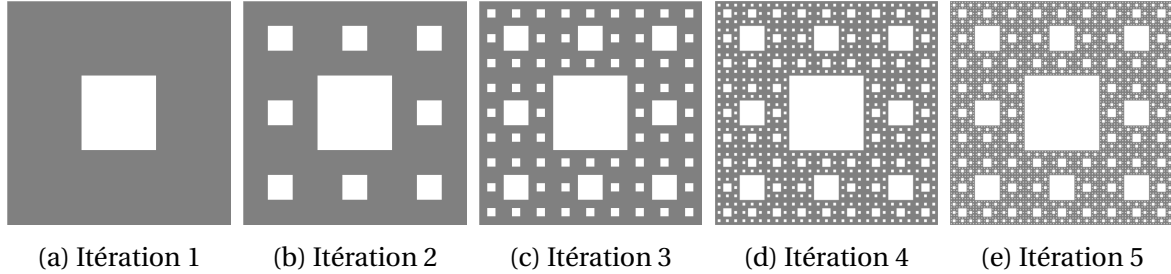 (a) Itération 1
(b) Itération 2
(c) Itération 3
(d) Itération 4
(e) Itération 5